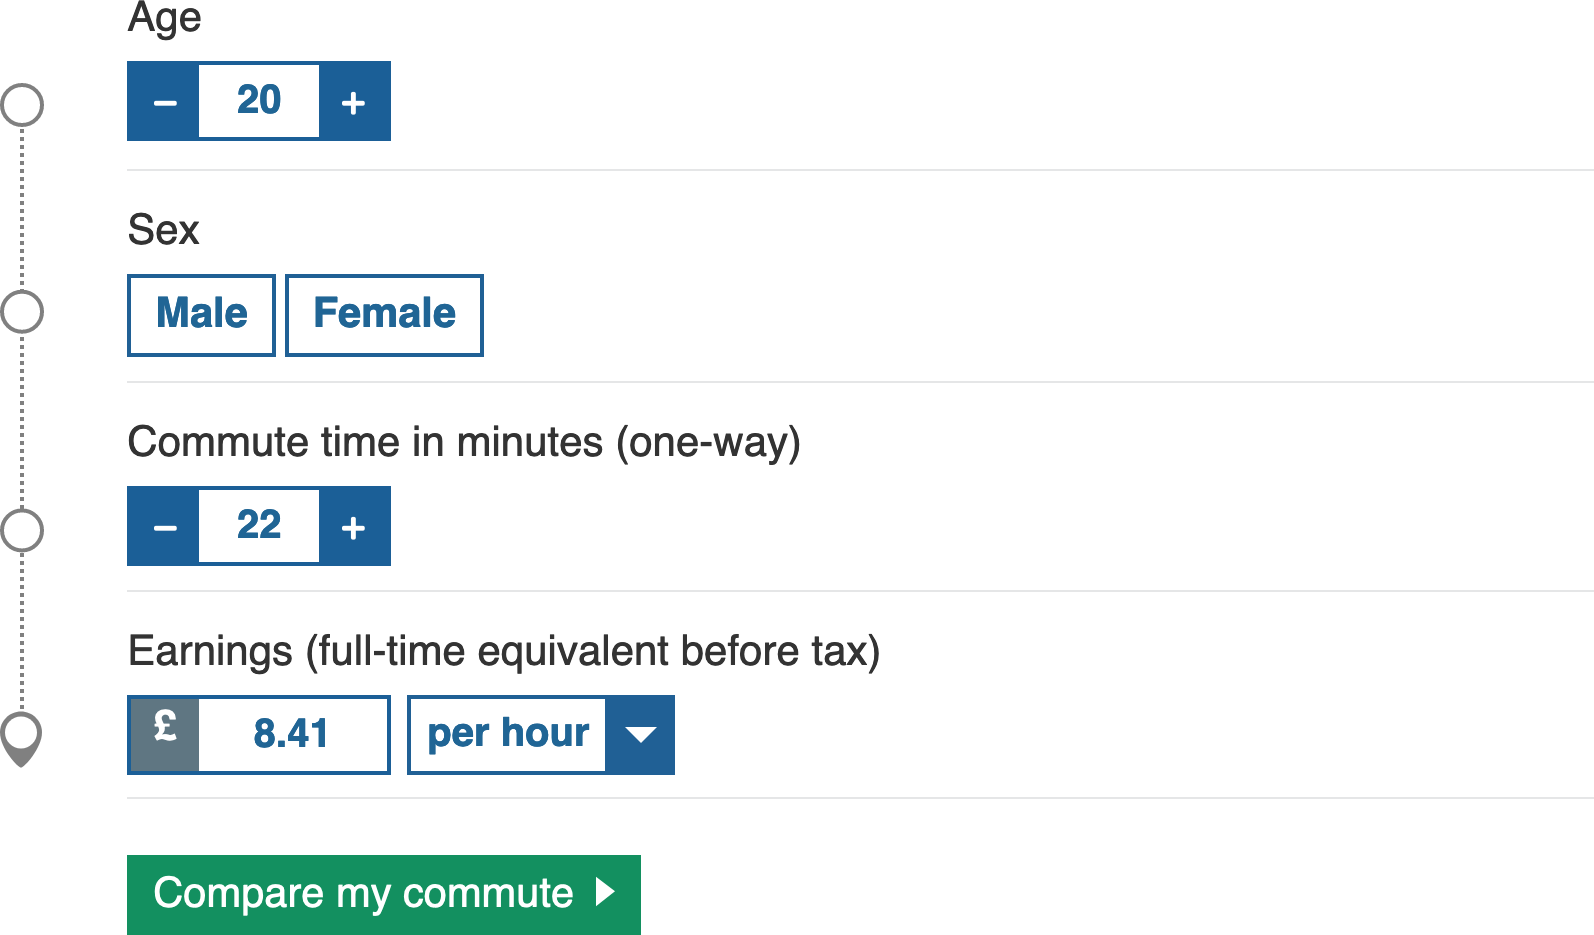 Age
− 20 +
Sex
Male Female
Commute time in minutes (one-way)
− 22 +
Earnings (full-time equivalent before tax)
£ 8.41 per hour
Compare my commute